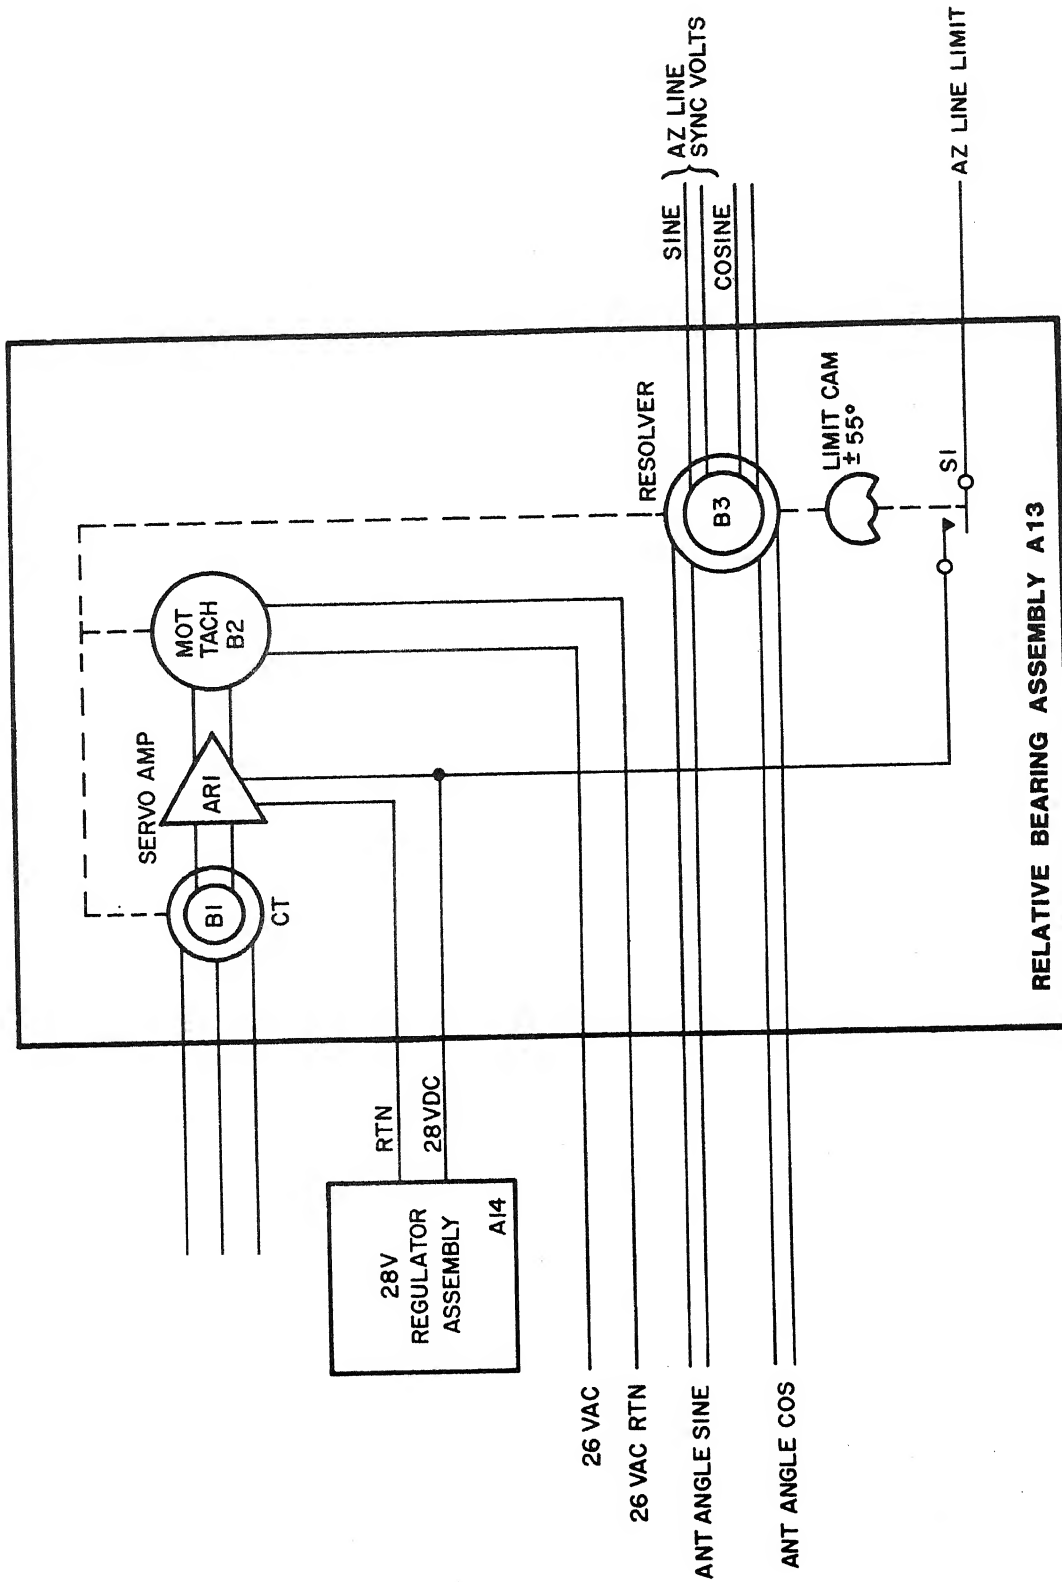 SERVO AMP
B1
CT
AR1
MOT
TACH
B2
RTN
28VDC
28V
REGULATOR
ASSEMBLY
A14
26 VAC
26 VAC RTN
ANT ANGLE SINE
ANT ANGLE COS
RESOLVER
B3
SINE
COSINE
AZ LINE
SYNC VOLTS
LIMIT CAM
± 55°
S1
AZ LINE LIMIT
RELATIVE BEARING ASSEMBLY A13